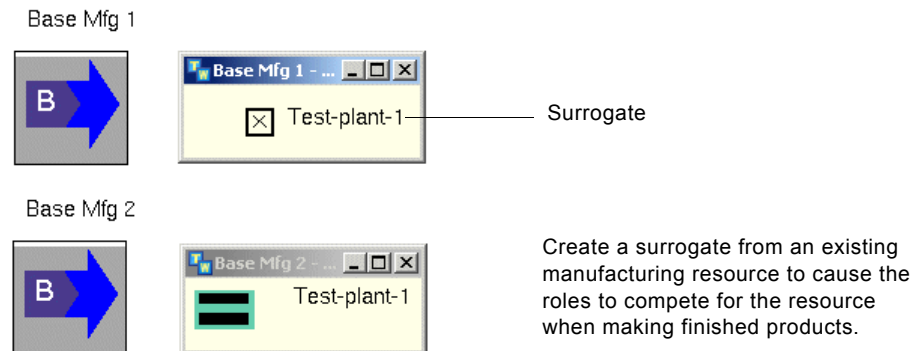 Base Mfg 1
B
TW Base Mfg 1 - ...
Test-plant-1
Surrogate
Base Mfg 2
B
TW Base Mfg 2 - ...
Test-plant-1
Create a surrogate from an existing
manufacturing resource to cause the
roles to compete for the resource
when making finished products.